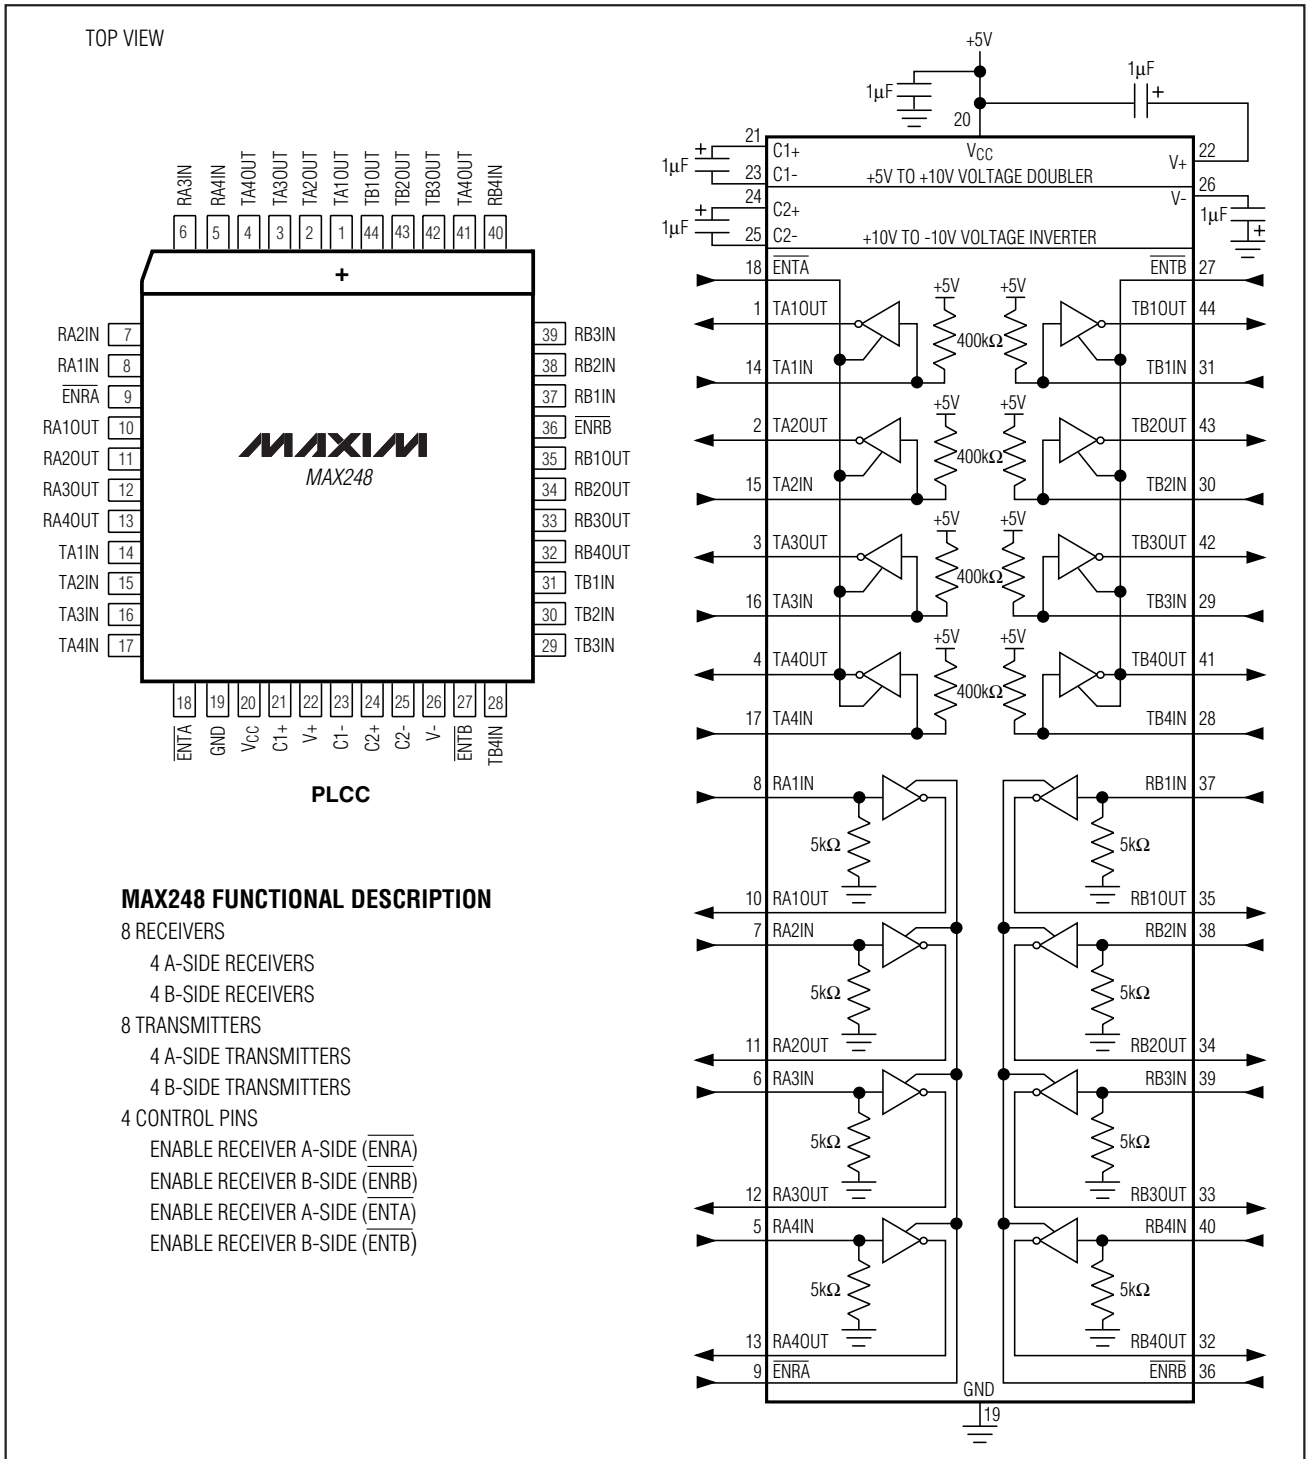 TOP VIEW
RA3IN
RA4IN
TA4OUT
TA3OUT
TA2OUT
TA1OUT
TB1OUT
TB2OUT
TB3OUT
TA4OUT
RB4IN
6 5 4 3 2 1 44 43 42 41 40
+
RA2IN 7
RA1IN 8
ENRA 9
RA1OUT 10
RA2OUT 11
RA3OUT 12
RA4OUT 13
TA1IN 14
TA2IN 15
TA3IN 16
TA4IN 17
MAXIM
MAX248
39 RB3IN
38 RB2IN
37 RB1IN
36 ENRB
35 RB1OUT
34 RB2OUT
33 RB3OUT
32 RB4OUT
31 TB1IN
30 TB2IN
29 TB3IN
18 19 20 21 22 23 24 25 26 27 28
ENTA
GND
VCC
C1+
V+
C1-
C2+
C2-
V-
ENTB
TB4IN
PLCC
MAX248 FUNCTIONAL DESCRIPTION
8 RECEIVERS
4 A-SIDE RECEIVERS
4 B-SIDE RECEIVERS
8 TRANSMITTERS
4 A-SIDE TRANSMITTERS
4 B-SIDE TRANSMITTERS
4 CONTROL PINS
ENABLE RECEIVER A-SIDE (ENRA)
ENABLE RECEIVER B-SIDE (ENRB)
ENABLE RECEIVER A-SIDE (ENTA)
ENABLE RECEIVER B-SIDE (ENTB)
+5V
1µF
1µF +
20
21 C1+ VCC V+ 22
+ 1µF
23 C1- +5V TO +10V VOLTAGE DOUBLER
24 C2+ V- 26
+ 1µF
25 C2- +10V TO -10V VOLTAGE INVERTER
1µF +
18 ENTA ENTB 27
+5V +5V
1 TA1OUT TB1OUT 44
400kΩ
14 TA1IN TB1IN 31
+5V +5V
2 TA2OUT TB2OUT 43
400kΩ
15 TA2IN TB2IN 30
+5V +5V
3 TA3OUT TB3OUT 42
400kΩ
16 TA3IN TB3IN 29
+5V +5V
4 TA4OUT TB4OUT 41
400kΩ
17 TA4IN TB4IN 28
8 RA1IN RB1IN 37
5kΩ 5kΩ
10 RA1OUT RB1OUT 35
7 RA2IN RB2IN 38
5kΩ 5kΩ
11 RA2OUT RB2OUT 34
6 RA3IN RB3IN 39
5kΩ 5kΩ
12 RA3OUT RB3OUT 33
5 RA4IN RB4IN 40
5kΩ 5kΩ
13 RA4OUT RB4OUT 32
9 ENRA ENRB 36
GND
19